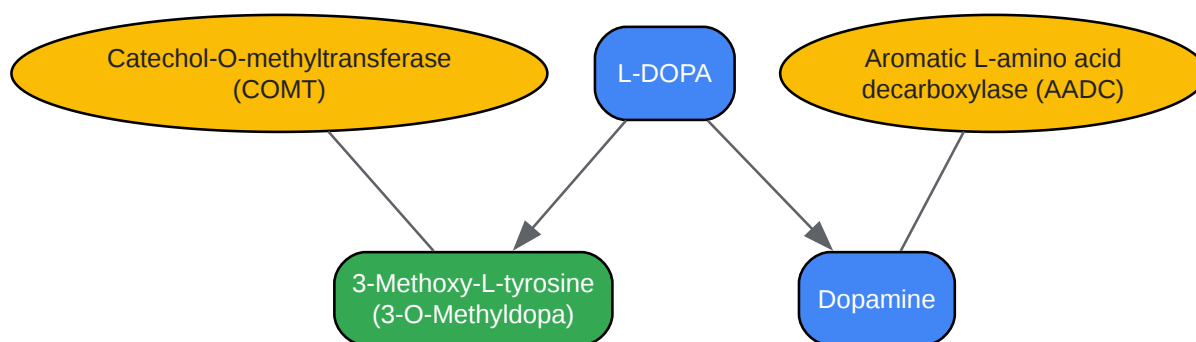 Catechol-O-methyltransferase
(COMT)
L-DOPA
Aromatic L-amino acid
decarboxylase (AADC)
3-Methoxy-L-tyrosine
(3-O-Methyldopa)
Dopamine